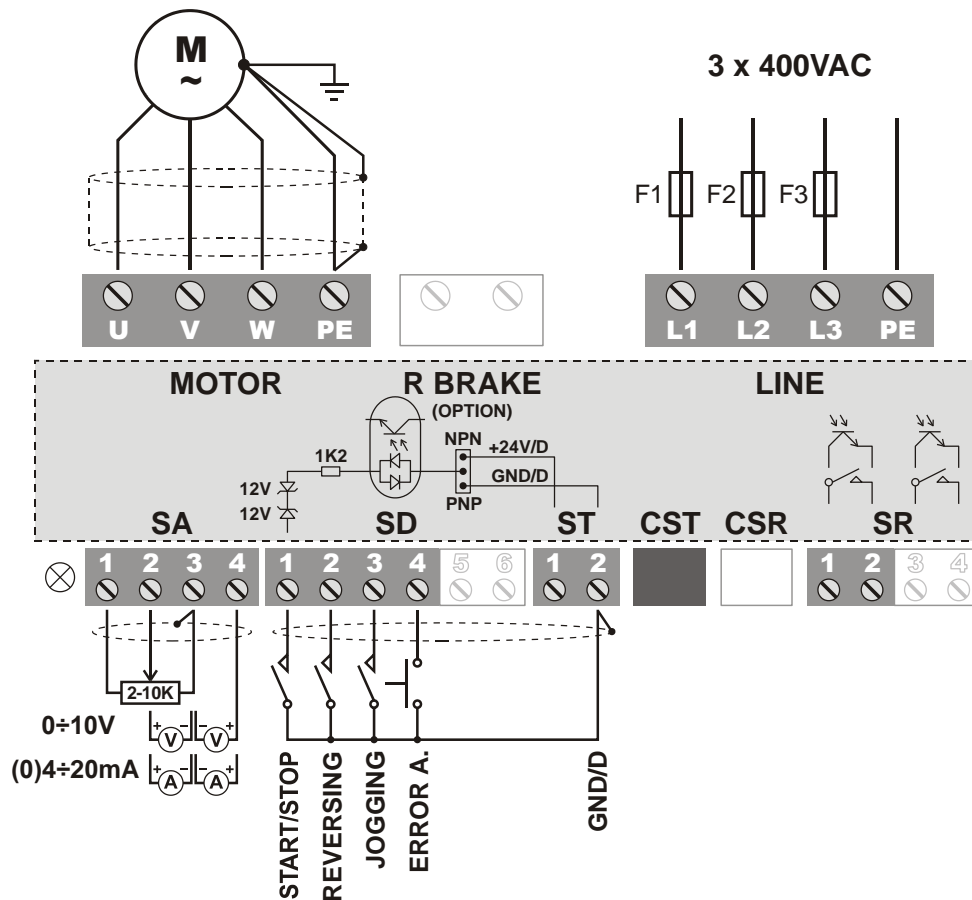 M
~
3 x 400VAC
F1 F2 F3
U V W PE
L1 L2 L3 PE
MOTOR R BRAKE LINE
(OPTION)
NPN
+24V/D
1K2
GND/D
12V
PNP
12V
SA SD ST CST CSR SR
1 2 3 4 1 2 3 4 5 6 1 2 1 2 3 4
2-10K
0÷10V
+ V - - V +
(0)4÷20mA
+ A - - A +
START/STOP
REVERSING
JOGGING
ERROR A.
GND/D